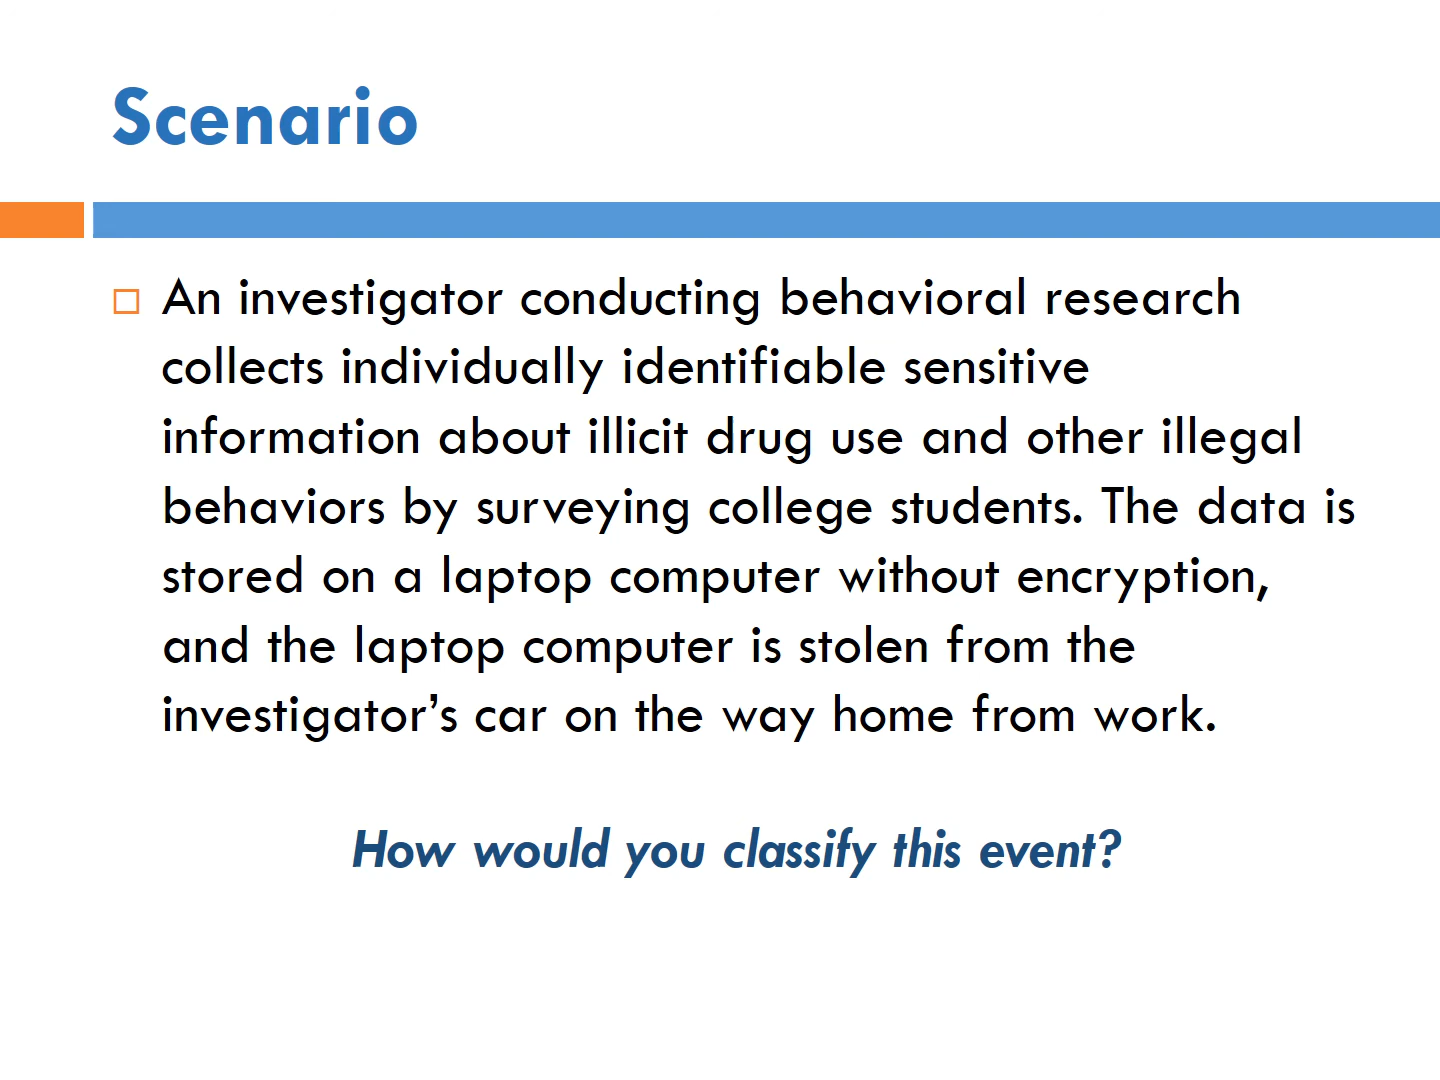 Scenario
An investigator conducting behavioral research
collects individually identifiable sensitive
information about illicit drug use and other illegal
behaviors by surveying college students. The data is
stored on a laptop computer without encryption,
and the laptop computer is stolen from the
investigator’s car on the way home from work.
How would you classify this event?